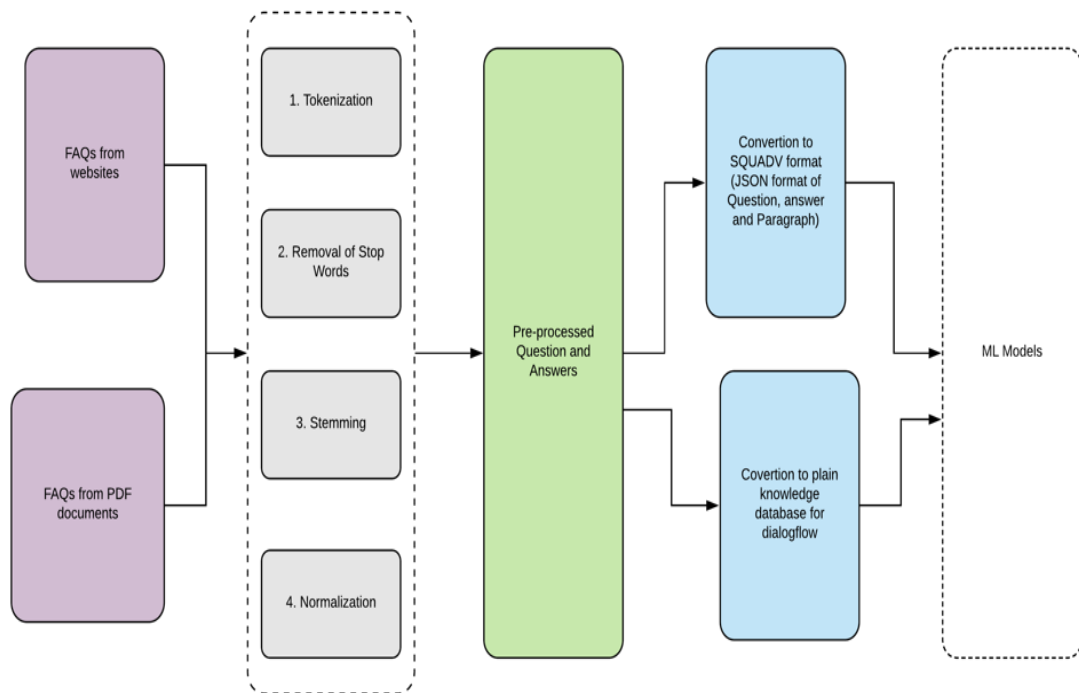 FAQs from
websites
FAQs from PDF
documents
1. Tokenization
2. Removal of Stop
Words
3. Stemming
4. Normalization
Pre-processed
Question and
Answers
Convertion to
SQUADV format
(JSON format of
Question, answer
and Paragraph)
Covertion to plain
knowledge
database for
dialogflow
ML Models